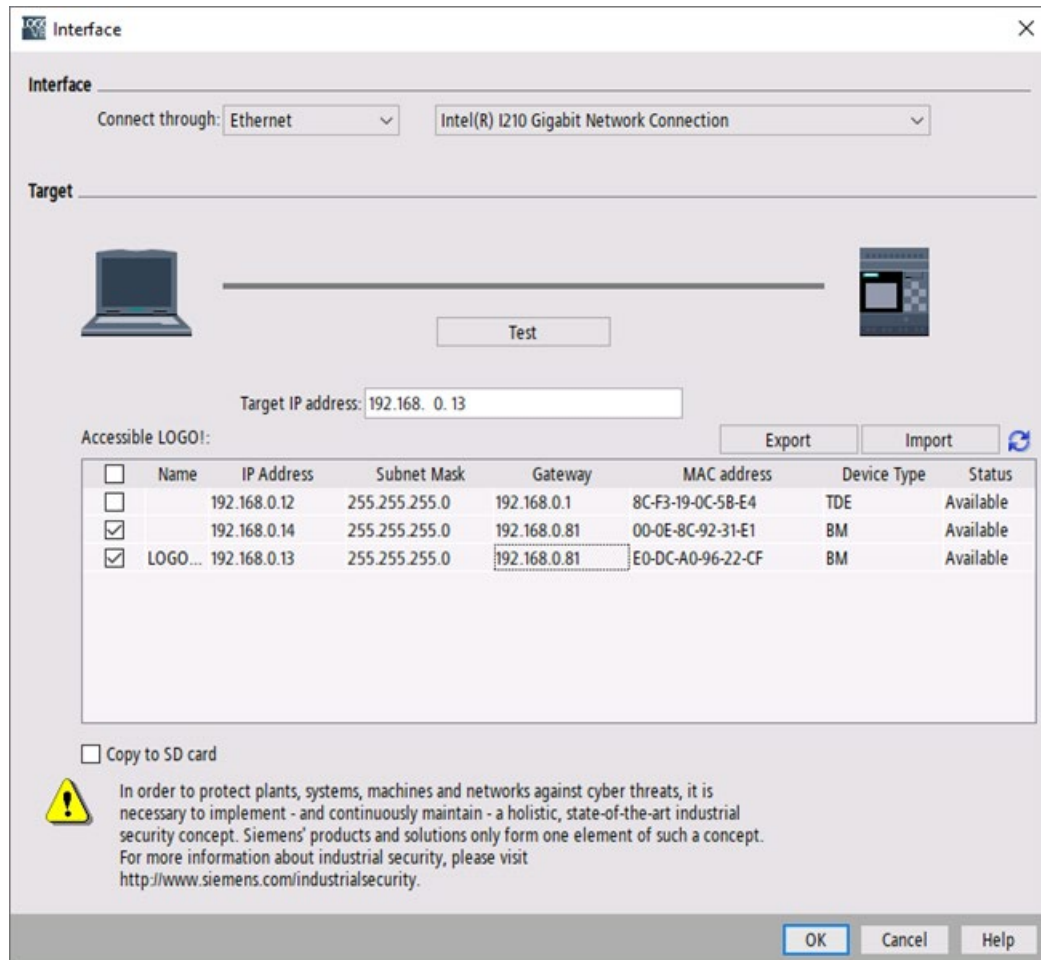 Interface
Interface
Connect through: Ethernet Intel(R) I210 Gigabit Network Connection
Target
Test
Target IP address: 192.168. 0. 13
Accessible LOGO!: Export Import
Name IP Address Subnet Mask Gateway MAC address Device Type Status
192.168.0.12 255.255.255.0 192.168.0.1 8C-F3-19-0C-5B-E4 TDE Available
192.168.0.14 255.255.255.0 192.168.0.81 00-0E-8C-92-31-E1 BM Available
LOGO... 192.168.0.13 255.255.255.0 192.168.0.81 E0-DC-A0-96-22-CF BM Available
Copy to SD card
In order to protect plants, systems, machines and networks against cyber threats, it is
necessary to implement - and continuously maintain - a holistic, state-of-the-art industrial
security concept. Siemens' products and solutions only form one element of such a concept.
For more information about industrial security, please visit
http://www.siemens.com/industrialsecurity.
OK Cancel Help